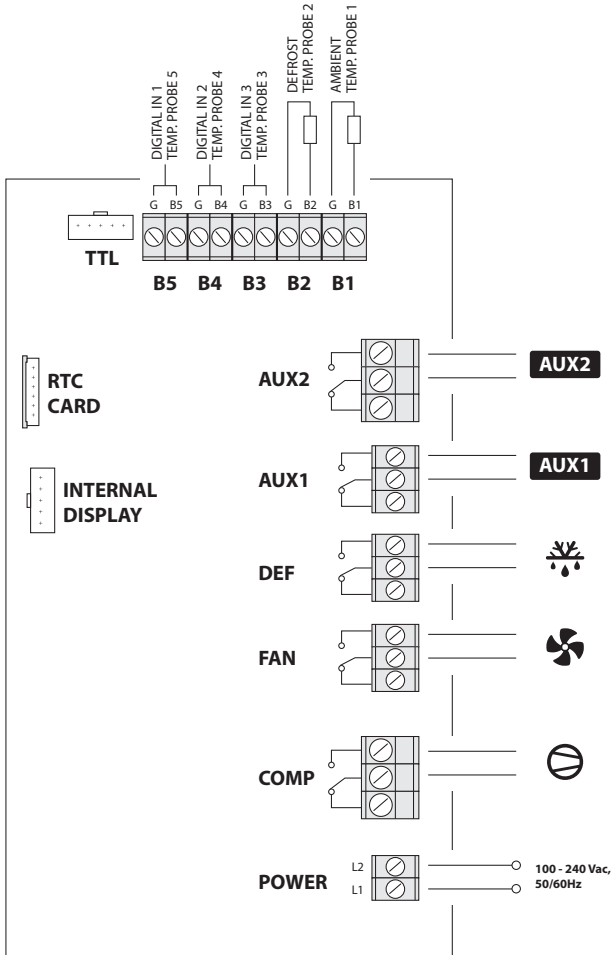 DIGITAL IN 1
TEMP. PROBE 5
DIGITAL IN 2
TEMP. PROBE 4
DIGITAL IN 3
TEMP. PROBE 3
DEFROST
TEMP. PROBE 2
AMBIENT
TEMP. PROBE 1
G B5 G B4 G B3 G B2 G B1
TTL
B5 B4 B3 B2 B1
RTC
CARD
INTERNAL
DISPLAY
AUX2
AUX2
AUX1
AUX1
DEF
FAN
COMP
POWER
L2
L1
100 - 240 Vac,
50/60Hz